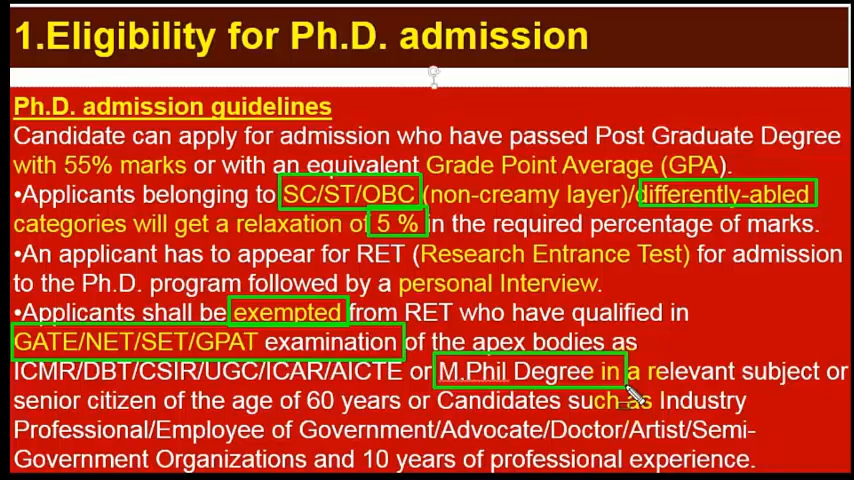 1.Eligibility for Ph.D. admission
Ph.D. admission guidelines
Candidate can apply for admission who have passed Post Graduate Degree
with 55% marks or with an equivalent Grade Point Average (GPA).
•Applicants belonging to SC/ST/OBC (non-creamy layer)/differently-abled
categories will get a relaxation of 5 % in the required percentage of marks.
•An applicant has to appear for RET (Research Entrance Test) for admission
to the Ph.D. program followed by a personal Interview.
•Applicants shall be exempted from RET who have qualified in
GATE/NET/SET/GPAT examination of the apex bodies as
ICMR/DBT/CSIR/UGC/ICAR/AICTE or M.Phil Degree in a relevant subject or
senior citizen of the age of 60 years or Candidates such as Industry
Professional/Employee of Government/Advocate/Doctor/Artist/Semi-
Government Organizations and 10 years of professional experience.